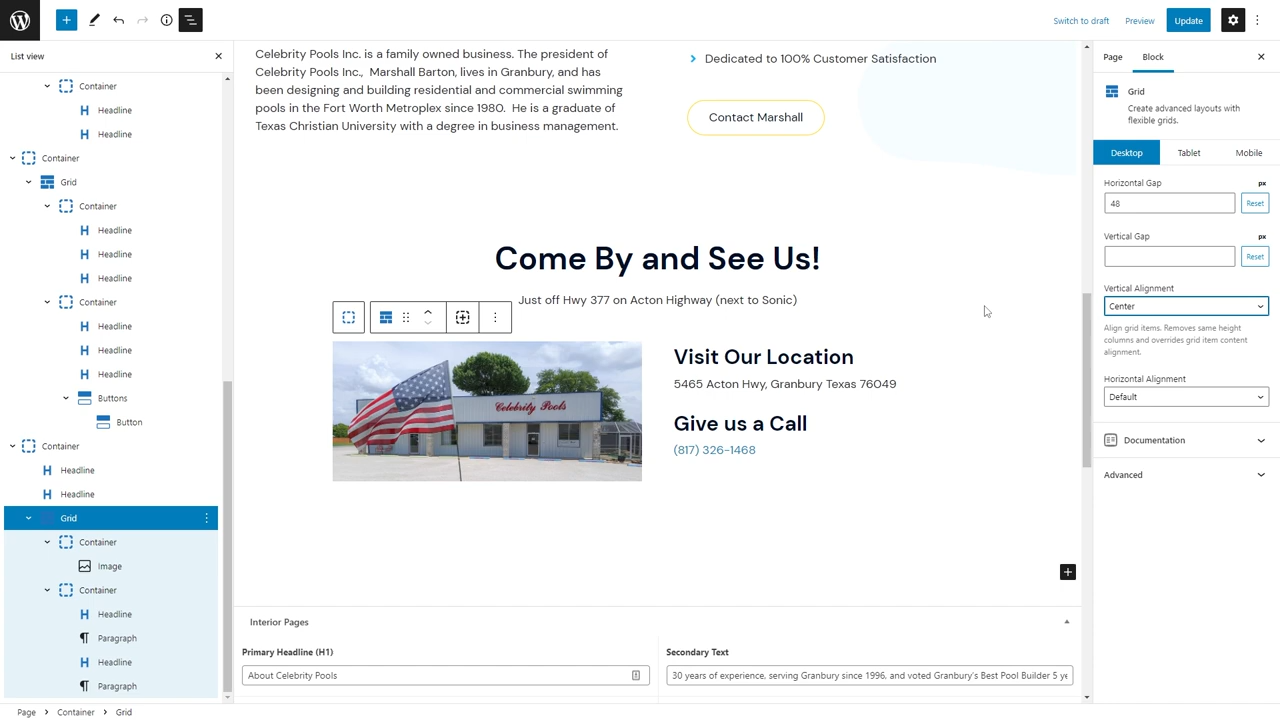 Switch to draft
Preview
Update
List view
Container
Headline
Headline
Container
Grid
Container
Headline
Headline
Headline
Container
Headline
Headline
Headline
Buttons
Button
Container
Headline
Headline
Grid
Container
Image
Container
Headline
Paragraph
Headline
Paragraph
Celebrity Pools Inc. is a family owned business. The president of
Celebrity Pools Inc.,  Marshall Barton, lives in Granbury, and has
been designing and building residential and commercial swimming
pools in the Fort Worth Metroplex since 1980.  He is a graduate of
Texas Christian University with a degree in business management.
Dedicated to 100% Customer Satisfaction
Contact Marshall
Come By and See Us!
Just off Hwy 377 on Acton Highway (next to Sonic)
Celebrity Pools
Visit Our Location
5465 Acton Hwy, Granbury Texas 76049
Give us a Call
(817) 326-1468
Interior Pages
Primary Headline (H1)
About Celebrity Pools
Secondary Text
30 years of experience, serving Granbury since 1996, and voted Granbury's Best Pool Builder 5 ye
Page
Block
Grid
Create advanced layouts with
flexible grids.
Desktop
Tablet
Mobile
Horizontal Gap
px
48
Reset
Vertical Gap
px
Reset
Vertical Alignment
Center
Align grid items. Removes same height
columns and overrides grid item content
alignment.
Horizontal Alignment
Default
Documentation
Advanced
Page
Container
Grid